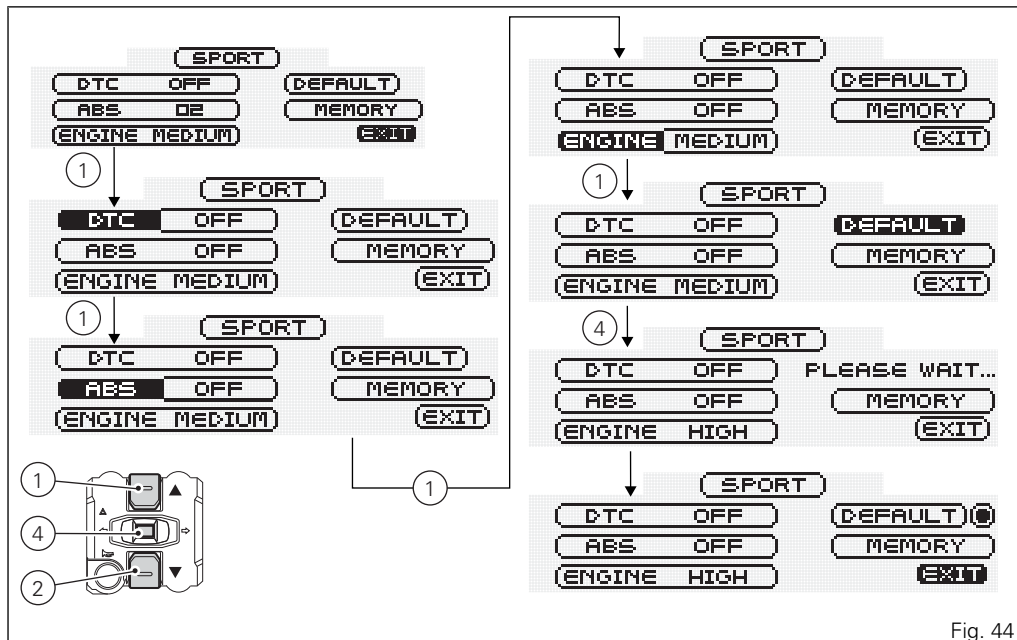 SPORT
DTC OFF DEFAULT
ABS 02 MEMORY
ENGINE MEDIUM EXIT
1
SPORT
DTC OFF DEFAULT
ABS OFF MEMORY
ENGINE MEDIUM EXIT
1
SPORT
DTC OFF DEFAULT
ABS OFF MEMORY
ENGINE MEDIUM EXIT
1
1
4
2
SPORT
DTC OFF DEFAULT
ABS OFF MEMORY
ENGINE MEDIUM EXIT
1
SPORT
DTC OFF DEFAULT
ABS OFF MEMORY
ENGINE MEDIUM EXIT
4
SPORT
DTC OFF PLEASE WAIT...
ABS OFF MEMORY
ENGINE HIGH EXIT
SPORT
DTC OFF DEFAULT
ABS OFF MEMORY
ENGINE HIGH EXIT
Fig. 44